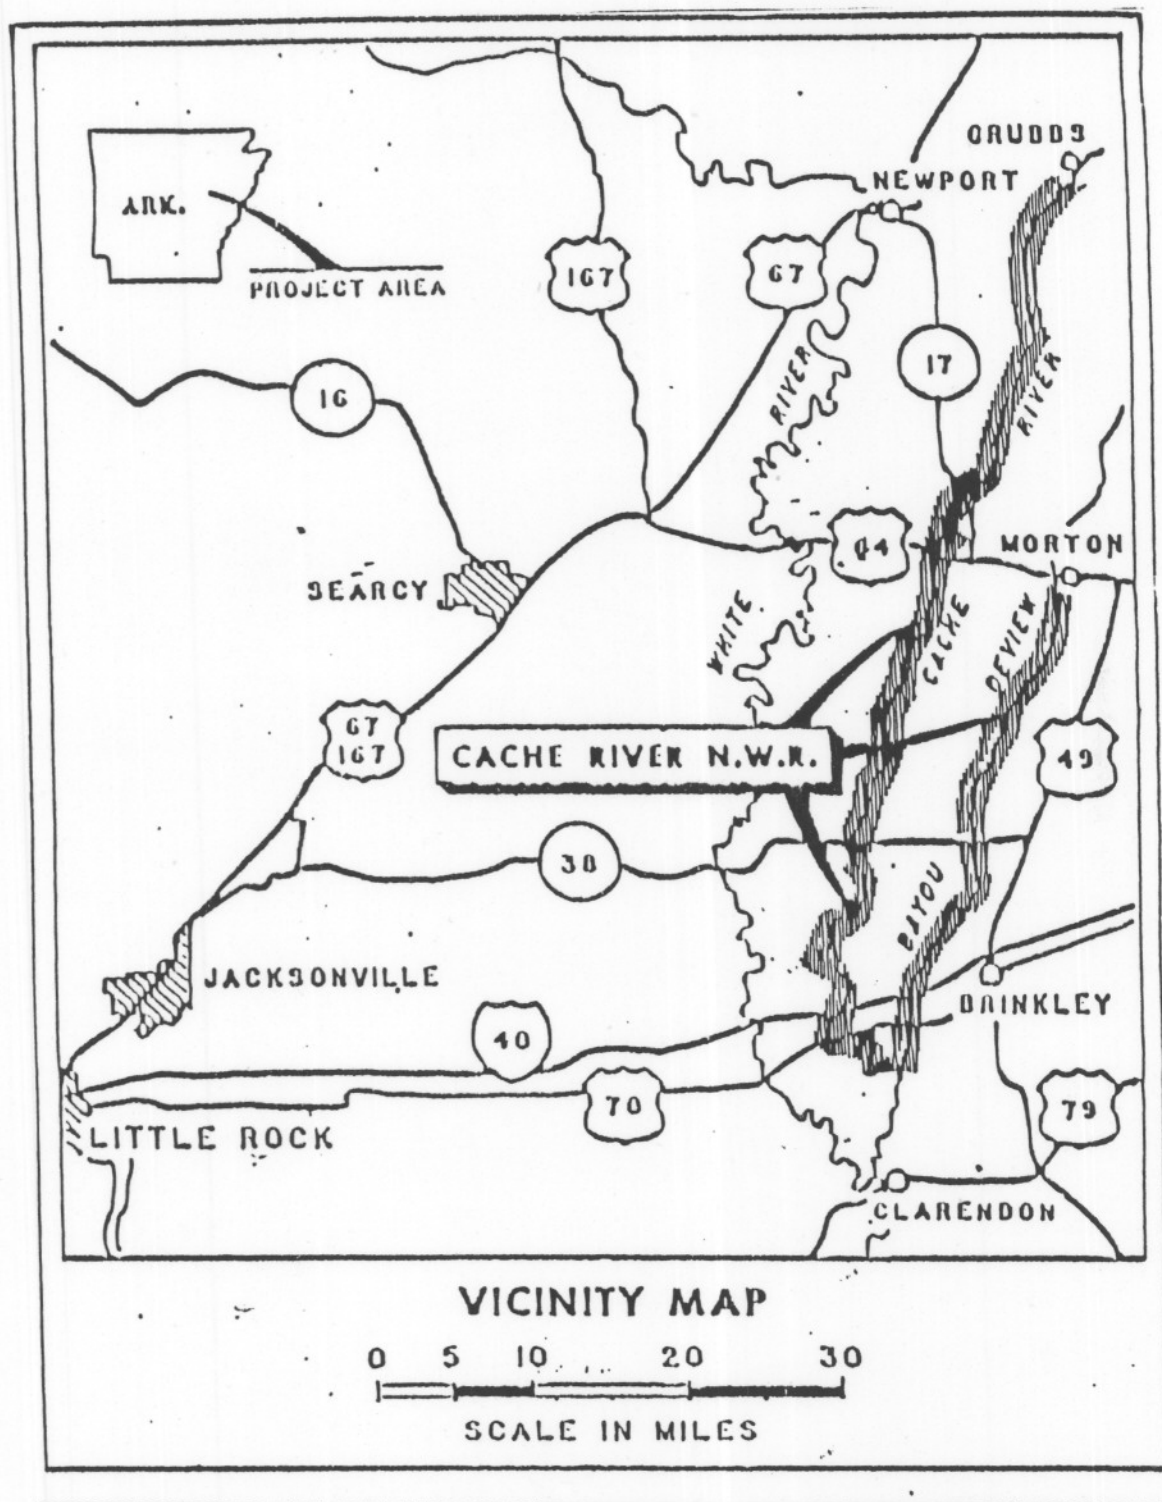 GRUBBS
NEWPORT
ARK.
PROJECT AREA
167
67
17
16
RIVER
RIVER
64
MORTON
SEARCY
WHITE
CACHE
DEVIEW
67
167
CACHE RIVER N.W.R.
49
38
BAYOU
JACKSONVILLE
BRINKLEY
40
70
79
LITTLE ROCK
CLARENDON
VICINITY MAP
0 5 10 20 30
SCALE IN MILES